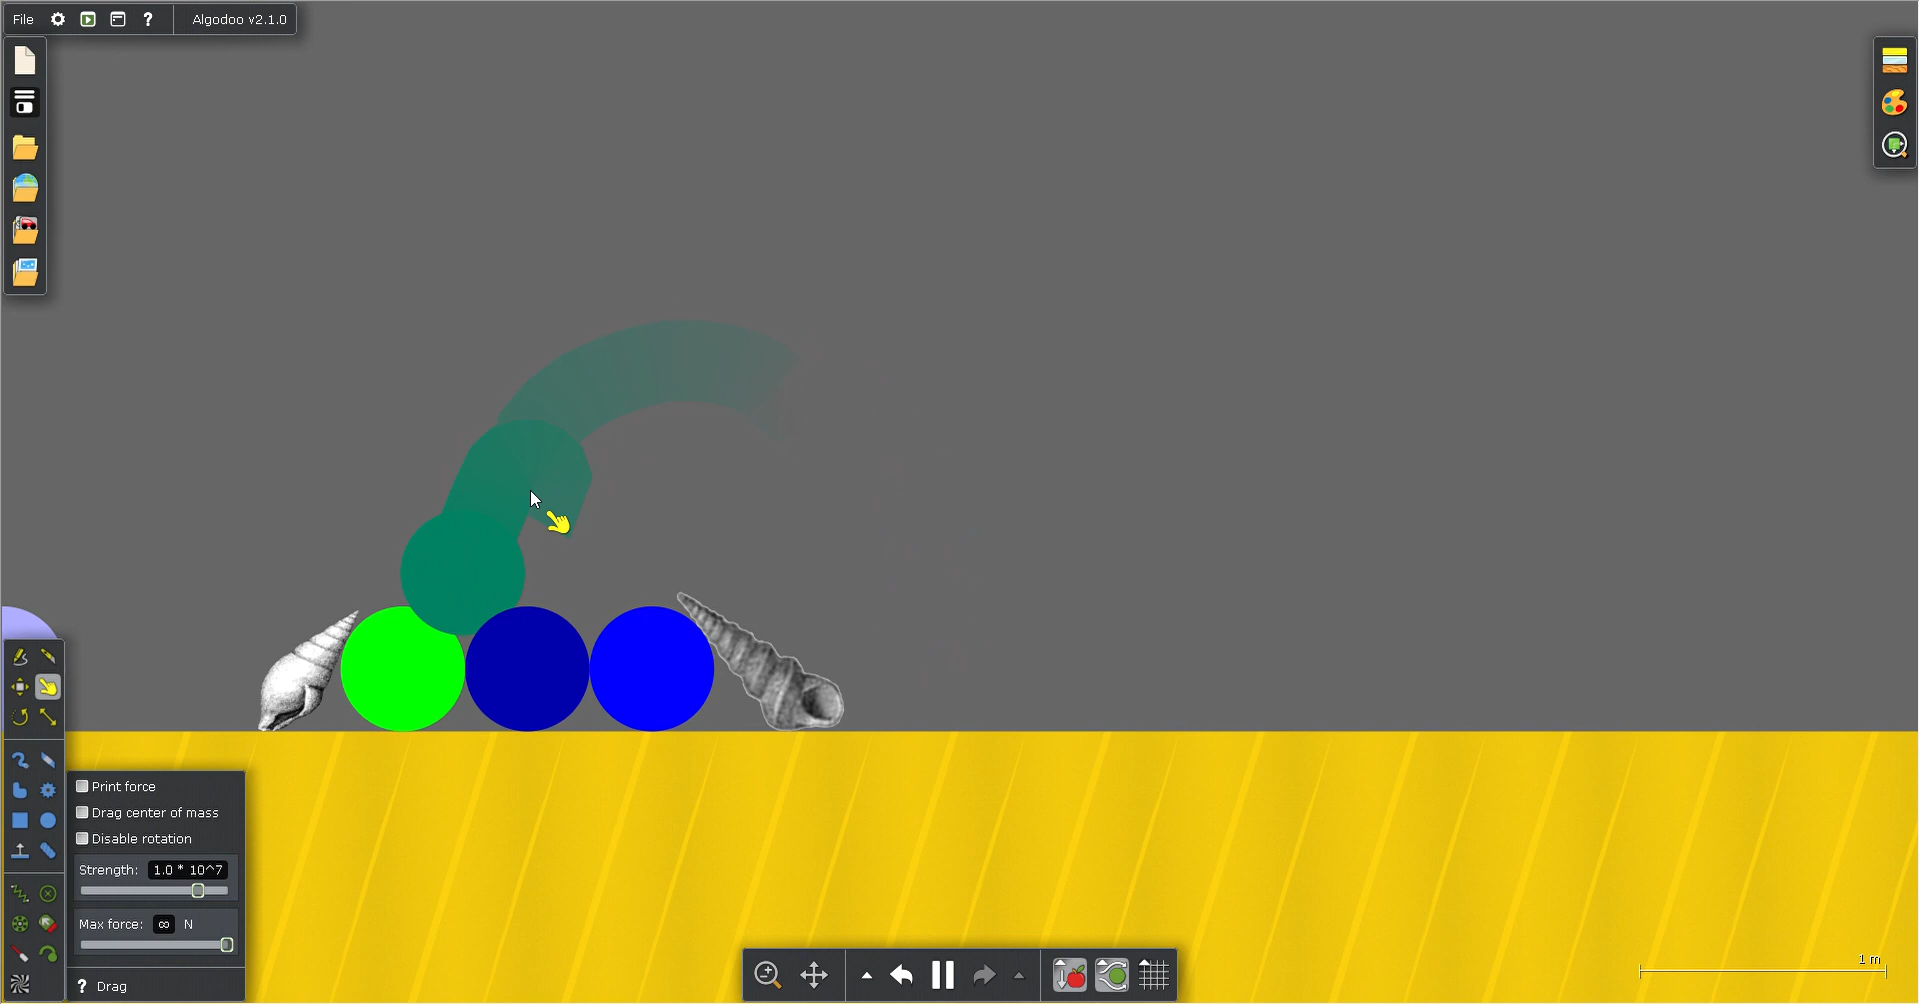 File ? Algodoo v2.1.0
Print force
Drag center of mass
Disable rotation
Strength: 1.0 * 10^7
Max force: ∞ N
? Drag
1 m